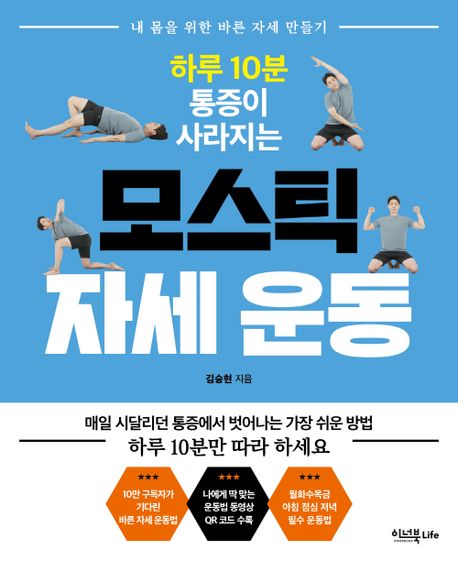 내 몸을 위한 바른 자세 만들기
하루 10분
통증이
사라지는
모스틱
자세 운동
김승현 지음
매일 시달리던 통증에서 벗어나는 가장 쉬운 방법
하루 10분만 따라 하세요
★★★
10만 구독자가
기다린
바른 자세 운동법
★★★
나에게 딱 맞는
운동법 동영상
QR 코드 수록
★★★
월화수목금
아침 점심 저녁
필수 운동법
이너북 Life